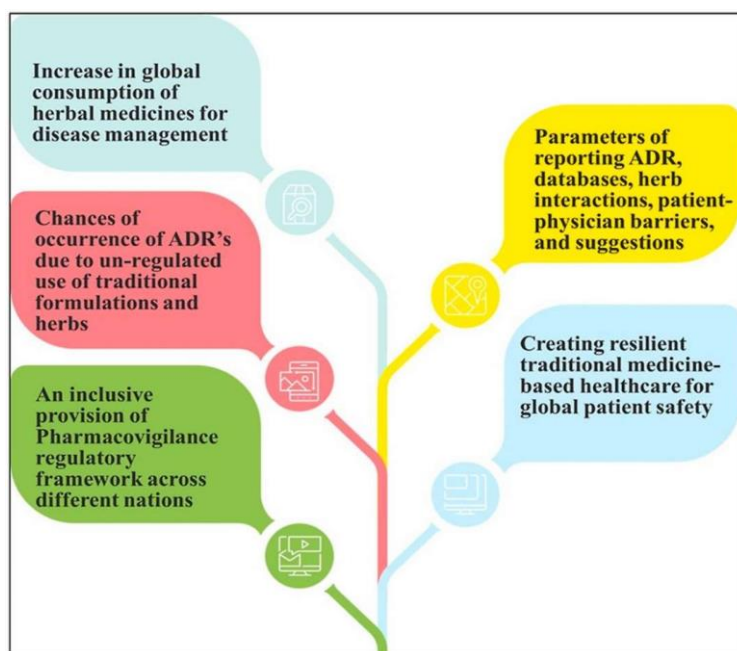 Increase in global
consumption of
herbal medicines for
disease management
Chances of
occurrence of ADR's
due to un-regulated
use of traditional
formulations and
herbs
An inclusive
provision of
Pharmacovigilance
regulatory
framework across
different nations
Parameters of
reporting ADR,
databases, herb
interactions, patient-
physician barriers,
and suggestions
Creating resilient
traditional medicine-
based healthcare for
global patient safety